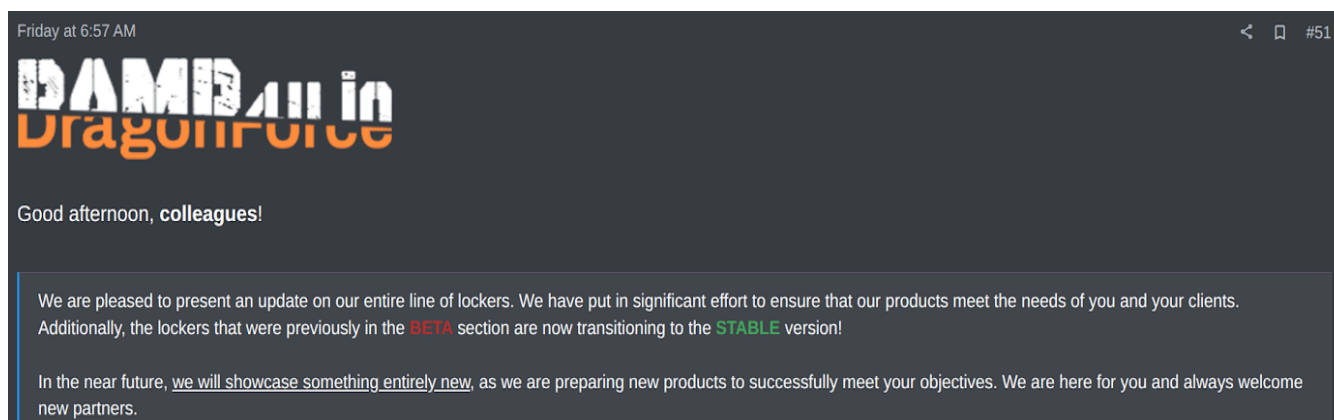 Friday at 6:57 AM
#51
DragonForce
Good afternoon, colleagues!
We are pleased to present an update on our entire line of lockers. We have put in significant effort to ensure that our products meet the needs of you and your clients.
Additionally, the lockers that were previously in the BETA section are now transitioning to the STABLE version!
In the near future, we will showcase something entirely new, as we are preparing new products to successfully meet your objectives. We are here for you and always welcome
new partners.